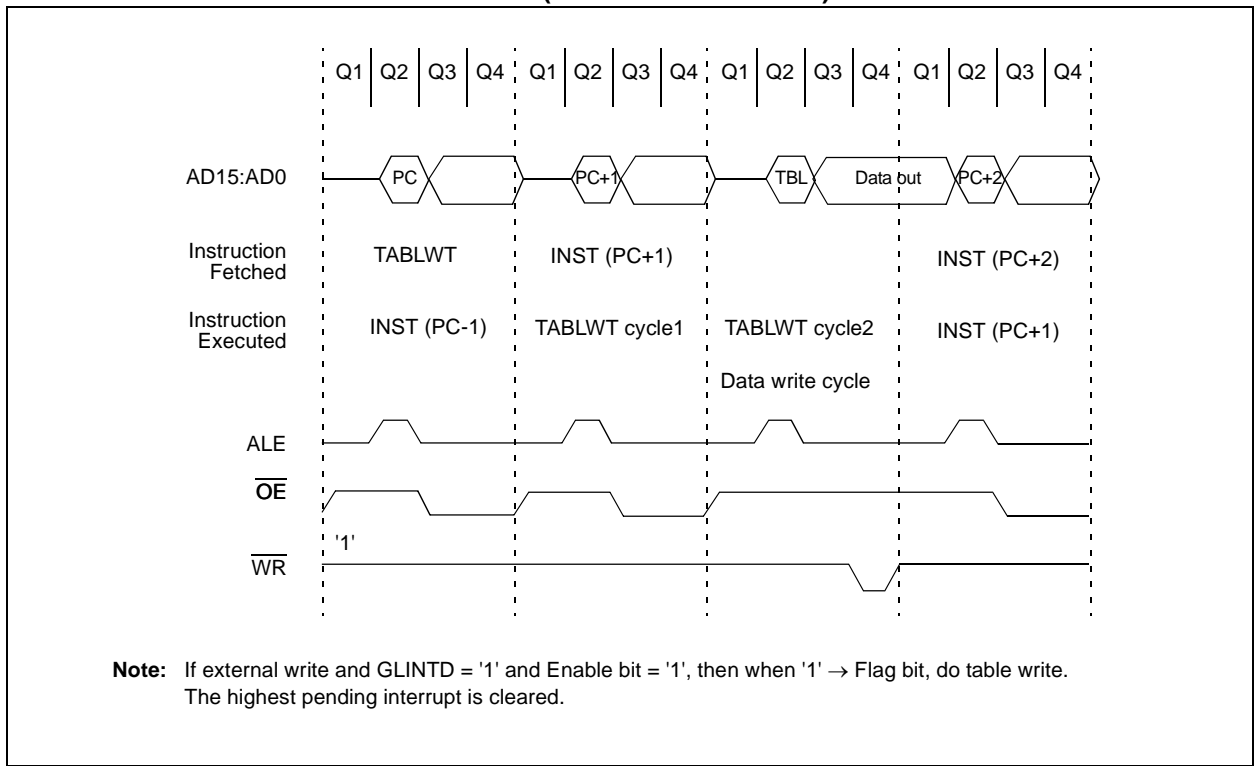 Q1 Q2 Q3 Q4 Q1 Q2 Q3 Q4 Q1 Q2 Q3 Q4 Q1 Q2 Q3 Q4
AD15:AD0 PC PC+1 TBL Data out PC+2
Instruction
Fetched
TABLWT INST (PC+1) INST (PC+2)
Instruction
Executed
INST (PC-1) TABLWT cycle1 TABLWT cycle2 INST (PC+1)
Data write cycle
ALE
OE
'1'
WR
Note: If external write and GLINTD = '1' and Enable bit = '1', then when '1' → Flag bit, do table write.
The highest pending interrupt is cleared.